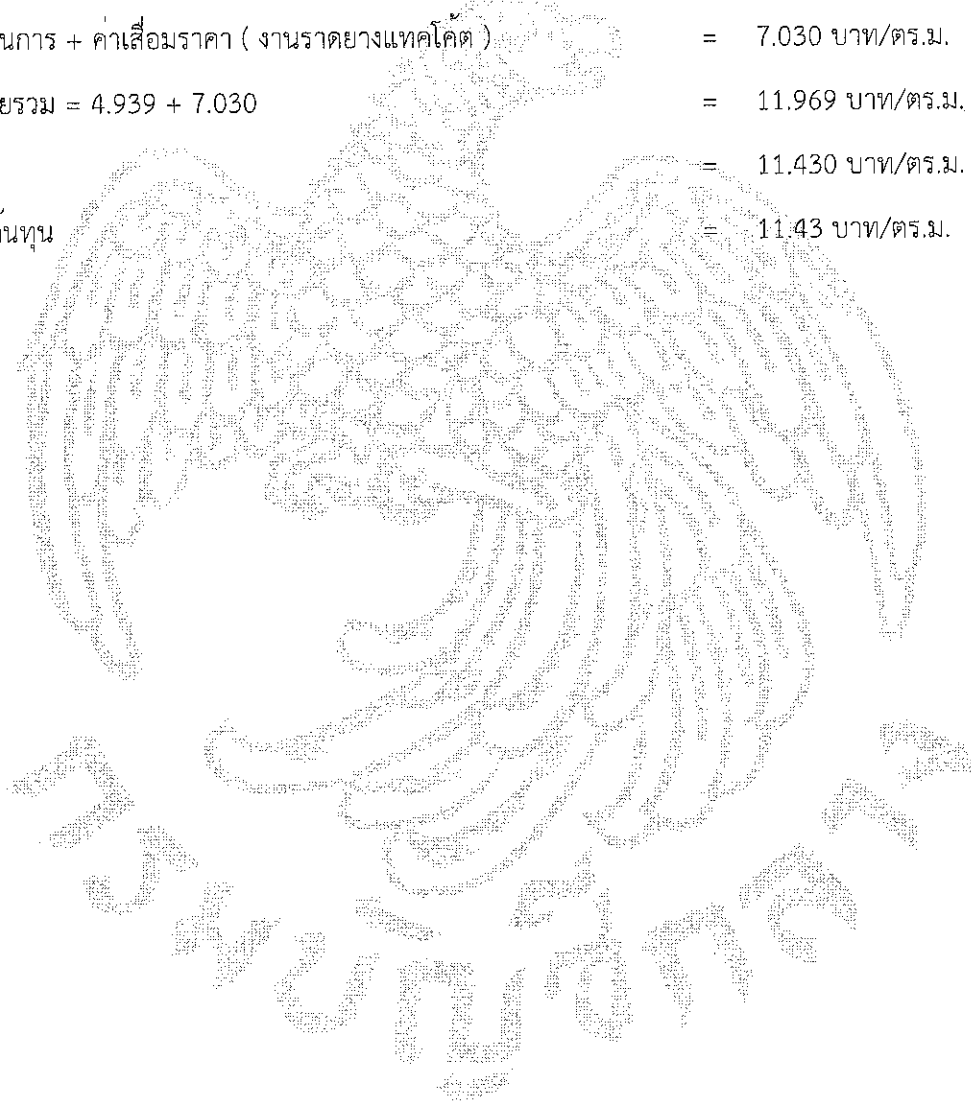 นการ + ค่าเสื่อมราคา ( งานราดยางแทคโค้ต ) = 7.030 บาท/ตร.ม.
ยรวม = 4.939 + 7.030 = 11.969 บาท/ตร.ม.
= 11.430 บาท/ตร.ม.
้นทุน = 11.43 บาท/ตร.ม.